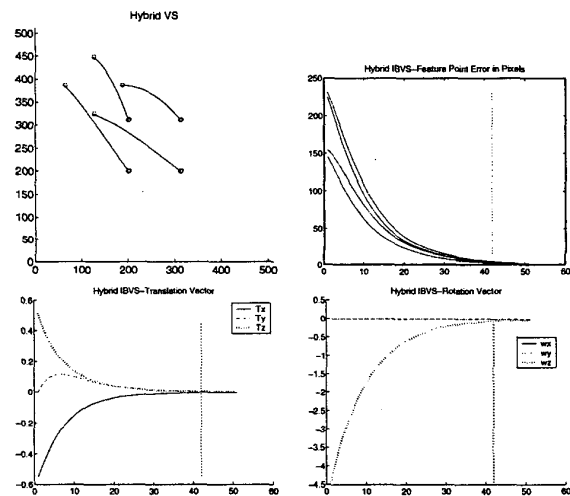 Hybrid VS
500
450
400
350
300
250
200
150
100
50
0
0 100 200 300 400 500
Hybrid IBVS-Feature Point Error in Pixels
250
200
150
100
50
0
0 10 20 30 40 50 60
Hybrid IBVS-Translation Vector
0.6
0.4
0.2
0
-0.2
-0.4
-0.6
0 10 20 30 40 50 60
Tx
Ty
Tz
Hybrid IBVS-Rotation Vector
0.5
0
-0.5
-1
-1.5
-2
-2.5
-3
-3.5
-4
-4.5
0 10 20 30 40 50 60
wx
wy
wz